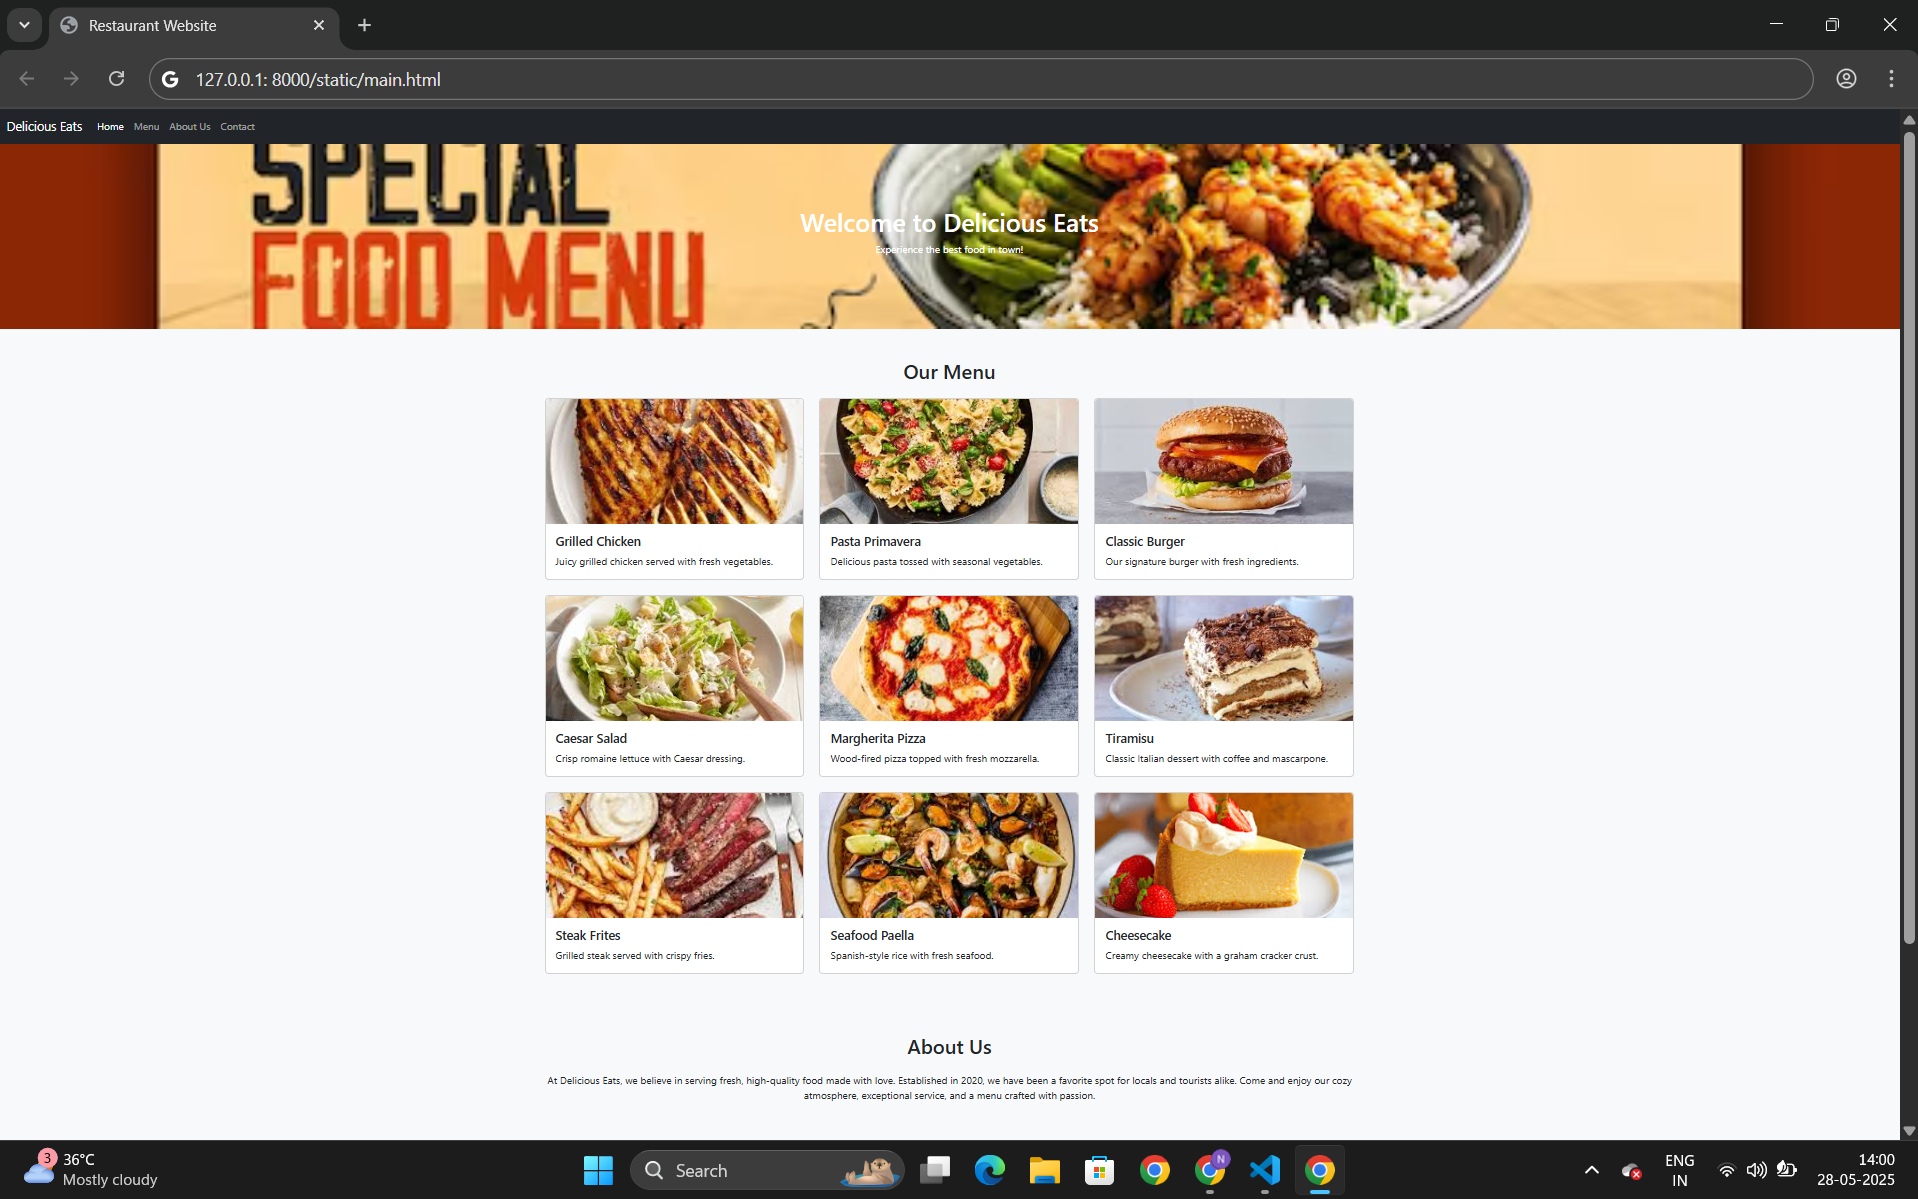 Restaurant Website
127.0.0.1: 8000/static/main.html
Delicious Eats Home Menu About Us Contact
SPECIAL
FOOD MENU
Welcome to Delicious Eats
Experience the best food in town!
Our Menu
Grilled Chicken
Juicy grilled chicken served with fresh vegetables.
Pasta Primavera
Delicious pasta tossed with seasonal vegetables.
Classic Burger
Our signature burger with fresh ingredients.
Caesar Salad
Crisp romaine lettuce with Caesar dressing.
Margherita Pizza
Wood-fired pizza topped with fresh mozzarella.
Tiramisu
Classic Italian dessert with coffee and mascarpone.
Steak Frites
Grilled steak served with crispy fries.
Seafood Paella
Spanish-style rice with fresh seafood.
Cheesecake
Creamy cheesecake with a graham cracker crust.
About Us
At Delicious Eats, we believe in serving fresh, high-quality food made with love. Established in 2020, we have been a favorite spot for locals and tourists alike. Come and enjoy our cozy
atmosphere, exceptional service, and a menu crafted with passion.
3
36°C
Mostly cloudy
Search
N
ENG
IN
14:00
28-05-2025